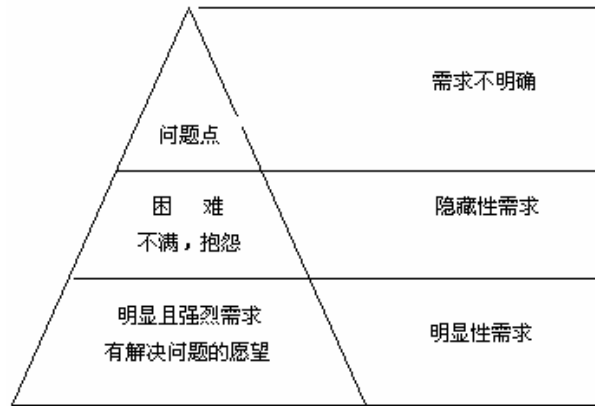 需求不明确
问题点
困 难
隐藏性需求
不满，抱怨
明显且强烈需求
明显性需求
有解决问题的愿望